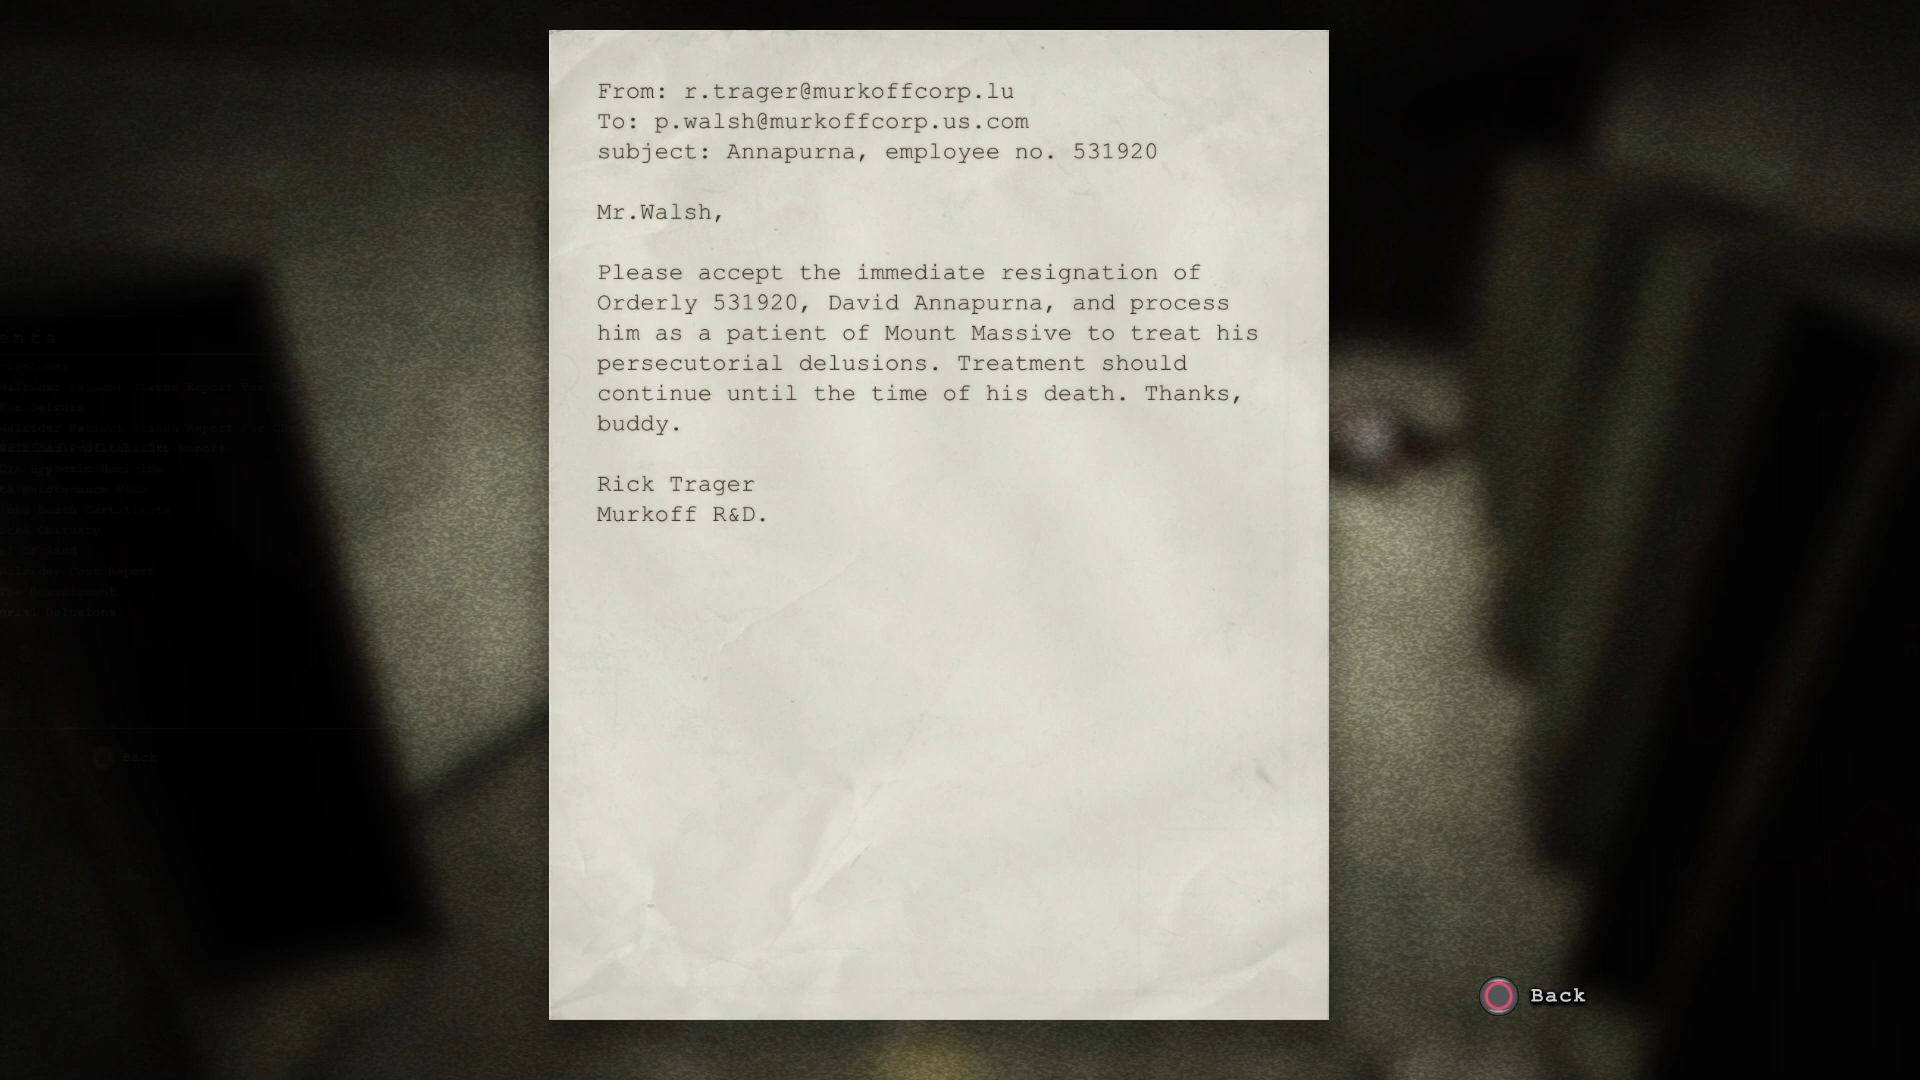 From: r.trager@murkoffcorp.lu
To: p.walsh@murkoffcorp.us.com
subject: Annapurna, employee no. 531920
Mr.Walsh,
Please accept the immediate resignation of
Orderly 531920, David Annapurna, and process
him as a patient of Mount Massive to treat his
persecutorial delusions. Treatment should
continue until the time of his death. Thanks,
buddy.
Rick Trager
Murkoff R&D.
Back
Back